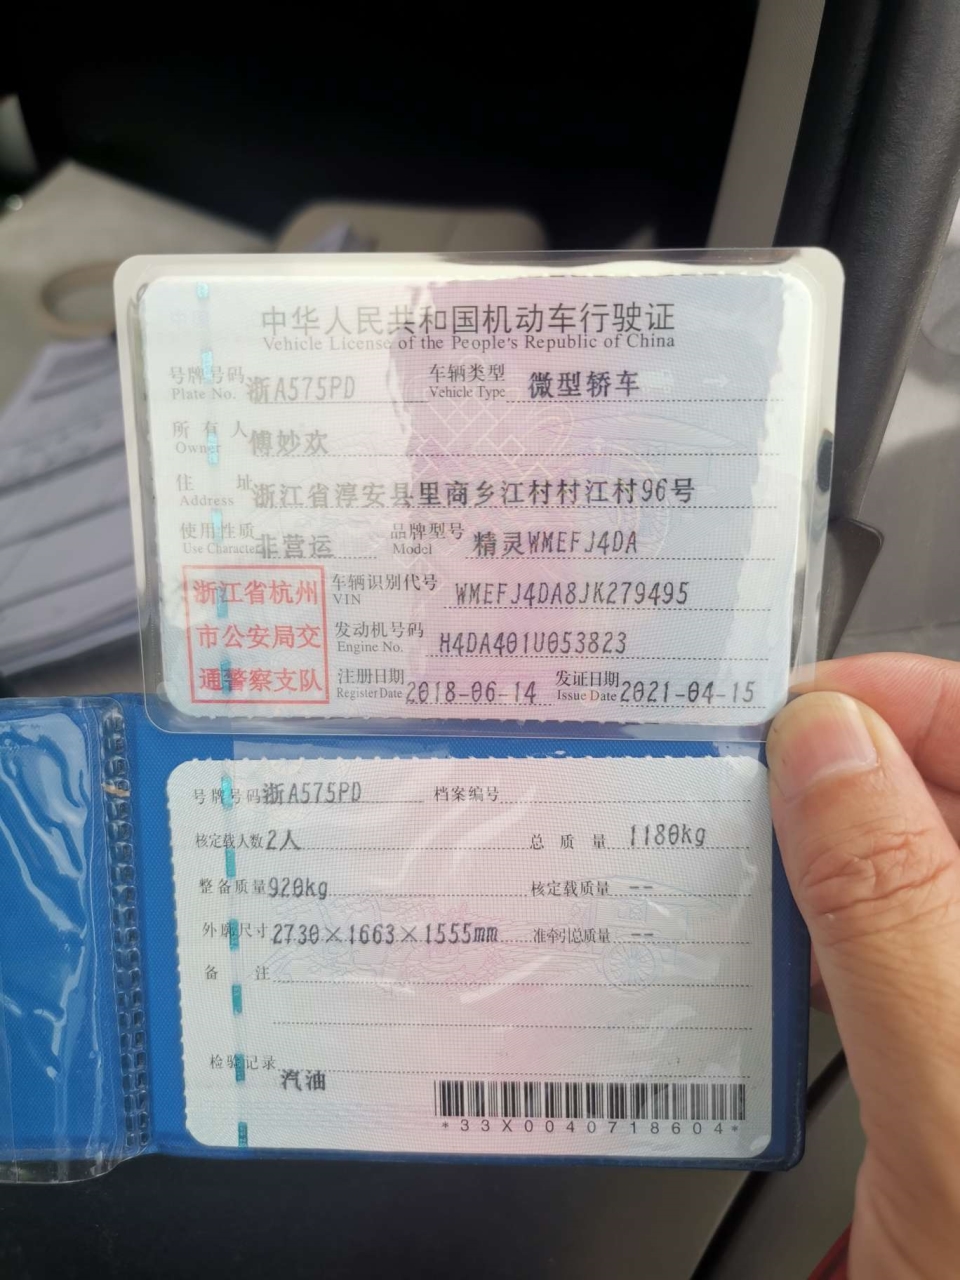 中华人民共和国机动车行驶证
Vehicle License of the People's Republic of China
号牌号码 浙A575PD 车辆类型 微型轿车
Plate No. Vehicle Type
所有人 傅妙欢
Owner
住址 浙江省淳安县里商乡江村村江村96号
Address
使用性质 非营运 品牌型号 精灵WMEFJ4DA
Use Character Model
浙江省杭州
市公安局交
通警察支队
车辆识别代号 WMEFJ4DA8JK279495
VIN
发动机号码 H4DA401U053823
Engine No.
注册日期 2018-06-14 发证日期 2021-04-15
Register Date Issue Date
号牌号码 浙A575PD 档案编号
核定载人数 2人 总质量 1180kg
整备质量 920kg 核定载质量 --
外廓尺寸 2730×1663×1555mm 准牵引总质量 --
备注
检验记录
汽油
*33X0040718604*